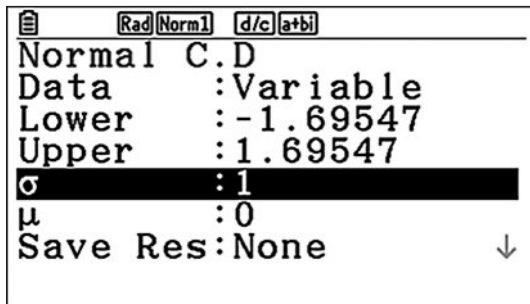 Rad Norm1 d/c a+bi
Normal C.D
Data :Variable
Lower :-1.69547
Upper :1.69547
σ :1
μ :0
Save Res:None ↓